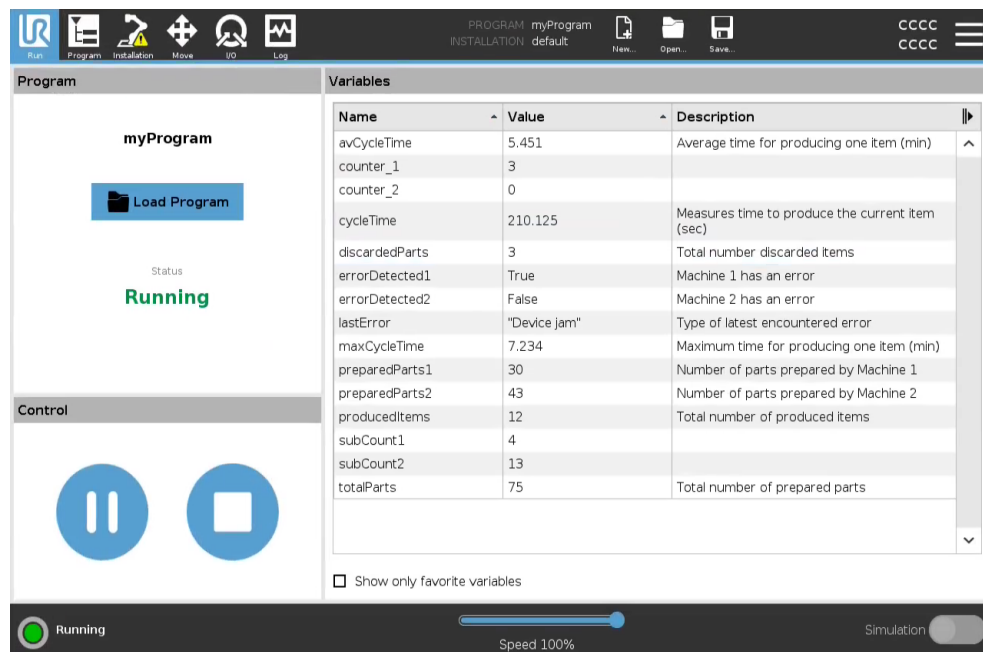 PROGRAM myProgram
INSTALLATION default
CCCC
CCCC
UR
Run
Program
Installation
Move
I/O
Log
New...
Open...
Save...
Program
myProgram
Load Program
Status
Running
Control
Variables
Name Value Description
avCycleTime 5.451 Average time for producing one item (min)
counter_1 3
counter_2 0
cycleTime 210.125 Measures time to produce the current item
(sec)
discardedParts 3 Total number discarded items
errorDetected1 True Machine 1 has an error
errorDetected2 False Machine 2 has an error
lastError "Device jam" Type of latest encountered error
maxCycleTime 7.234 Maximum time for producing one item (min)
preparedParts1 30 Number of parts prepared by Machine 1
preparedParts2 43 Number of parts prepared by Machine 2
producedItems 12 Total number of produced items
subCount1 4
subCount2 13
totalParts 75 Total number of prepared parts
Show only favorite variables
Running
Speed 100%
Simulation